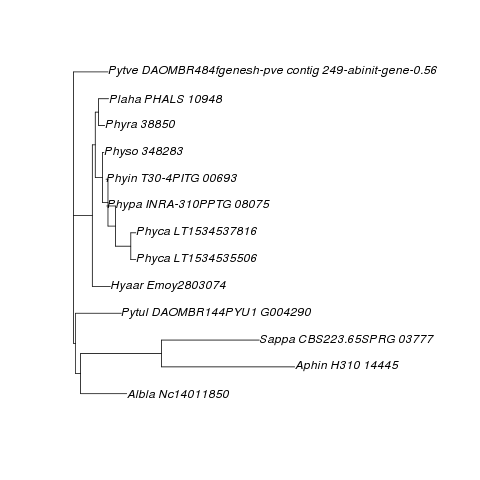 Pytve DAOMBR484fgenesh-pve contig 249-abinit-gene-0.56
Plaha PHALS 10948
Phyra 38850
Physo 348283
Phyin T30-4PITG 00693
Phypa INRA-310PPTG 08075
Phyca LT1534537816
Phyca LT1534535506
Hyaar Emoy2803074
Pytul DAOMBR144PYU1 G004290
Sappa CBS223.65SPRG 03777
Aphin H310 14445
Albla Nc14011850